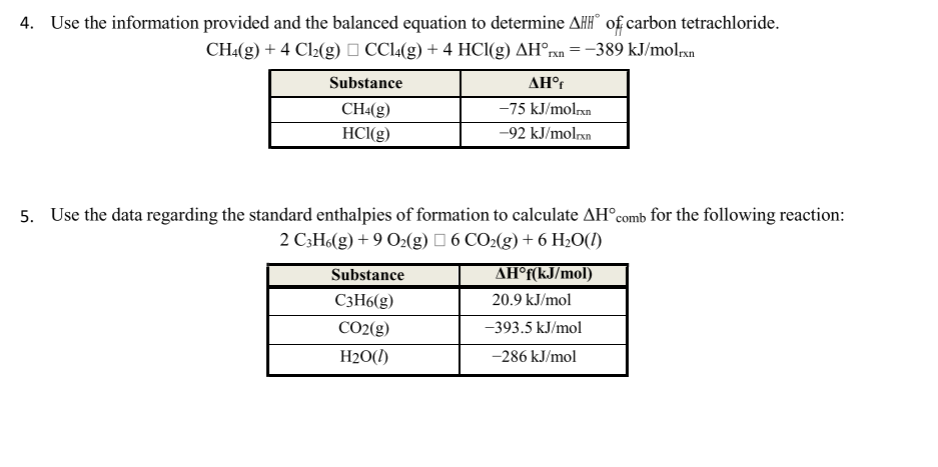 4. Use the information provided and the balanced equation to determine ΔHH° of carbon tetrachloride.
CH₄(g) + 4 Cl₂(g) □ CCl₄(g) + 4 HCl(g) ΔH°rxn = −389 kJ/molrxn
Substance ΔH°f
CH₄(g) −75 kJ/molrxn
HCl(g) −92 kJ/molrxn
5. Use the data regarding the standard enthalpies of formation to calculate ΔH°comb for the following reaction:
2 C₃H₆(g) + 9 O₂(g) □ 6 CO₂(g) + 6 H₂O(l)
Substance ΔH°f(kJ/mol)
C3H6(g) 20.9 kJ/mol
CO2(g) −393.5 kJ/mol
H2O(l) −286 kJ/mol